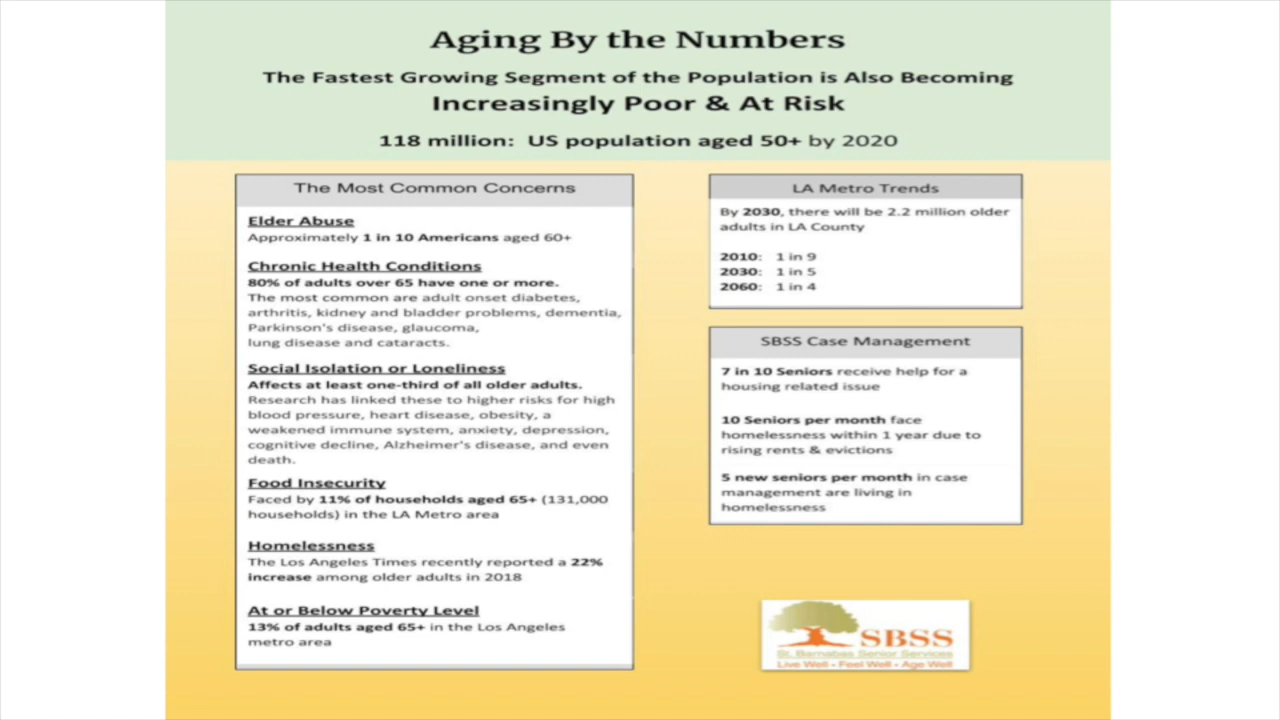 Aging By the Numbers
The Fastest Growing Segment of the Population is Also Becoming
Increasingly Poor & At Risk
118 million: US population aged 50+ by 2020
The Most Common Concerns
Elder Abuse
Approximately 1 in 10 Americans aged 60+
Chronic Health Conditions
80% of adults over 65 have one or more.
The most common are adult onset diabetes,
arthritis, kidney and bladder problems, dementia,
Parkinson's disease, glaucoma,
lung disease and cataracts.
Social Isolation or Loneliness
Affects at least one-third of all older adults.
Research has linked these to higher risks for high
blood pressure, heart disease, obesity, a
weakened immune system, anxiety, depression,
cognitive decline, Alzheimer's disease, and even
death.
Food Insecurity
Faced by 11% of households aged 65+ (131,000
households) in the LA Metro area
Homelessness
The Los Angeles Times recently reported a 22%
increase among older adults in 2018
At or Below Poverty Level
13% of adults aged 65+ in the Los Angeles
metro area
LA Metro Trends
By 2030, there will be 2.2 million older
adults in LA County
2010: 1 in 9
2030: 1 in 5
2060: 1 in 4
SBSS Case Management
7 in 10 Seniors receive help for a
housing related issue
10 Seniors per month face
homelessness within 1 year due to
rising rents & evictions
5 new seniors per month in case
management are living in
homelessness
SBSS
St. Barnabas Senior Services
Live Well - Feel Well - Age Well